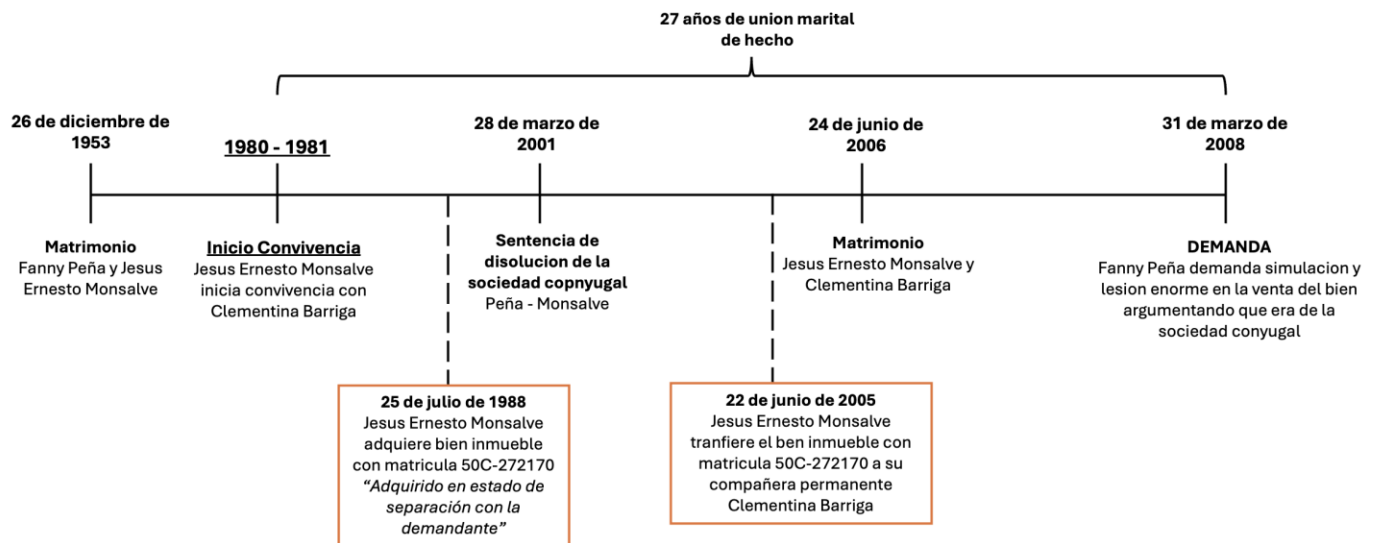 27 años de union marital
de hecho
26 de diciembre de
1953
1980 - 1981
28 de marzo de
2001
24 de junio de
2006
31 de marzo de
2008
Matrimonio
Fanny Peña y Jesus
Ernesto Monsalve
Inicio Convivencia
Jesus Ernesto Monsalve
inicia convivencia con
Clementina Barriga
Sentencia de
disolucion de la
sociedad copnyugal
Peña - Monsalve
Matrimonio
Jesus Ernesto Monsalve y
Clementina Barriga
DEMANDA
Fanny Peña demanda simulacion y
lesion enorme en la venta del bien
argumentando que era de la
sociedad conyugal
25 de julio de 1988
Jesus Ernesto Monsalve
adquiere bien inmueble
con matricula 50C-272170
“Adquirido en estado de
separación con la
demandante”
22 de junio de 2005
Jesus Ernesto Monsalve
tranfiere el ben inmueble con
matricula 50C-272170 a su
compañera permanente
Clementina Barriga